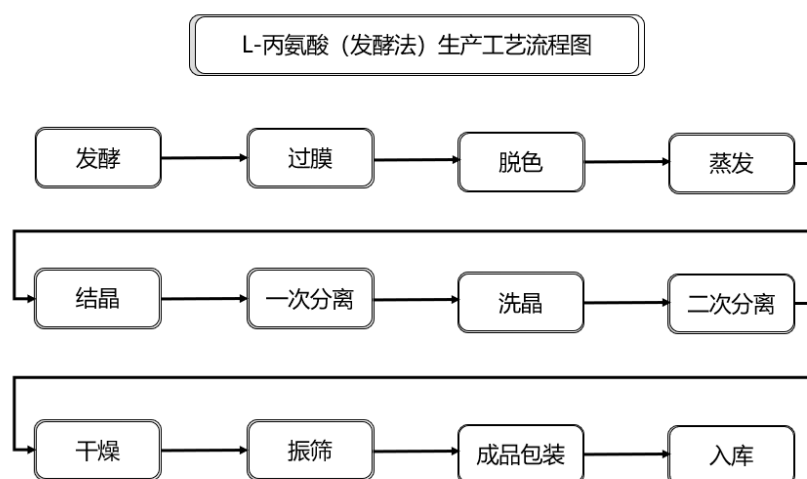 L-丙氨酸（发酵法）生产工艺流程图
发酵
过膜
脱色
蒸发
结晶
一次分离
洗晶
二次分离
干燥
振筛
成品包装
入库